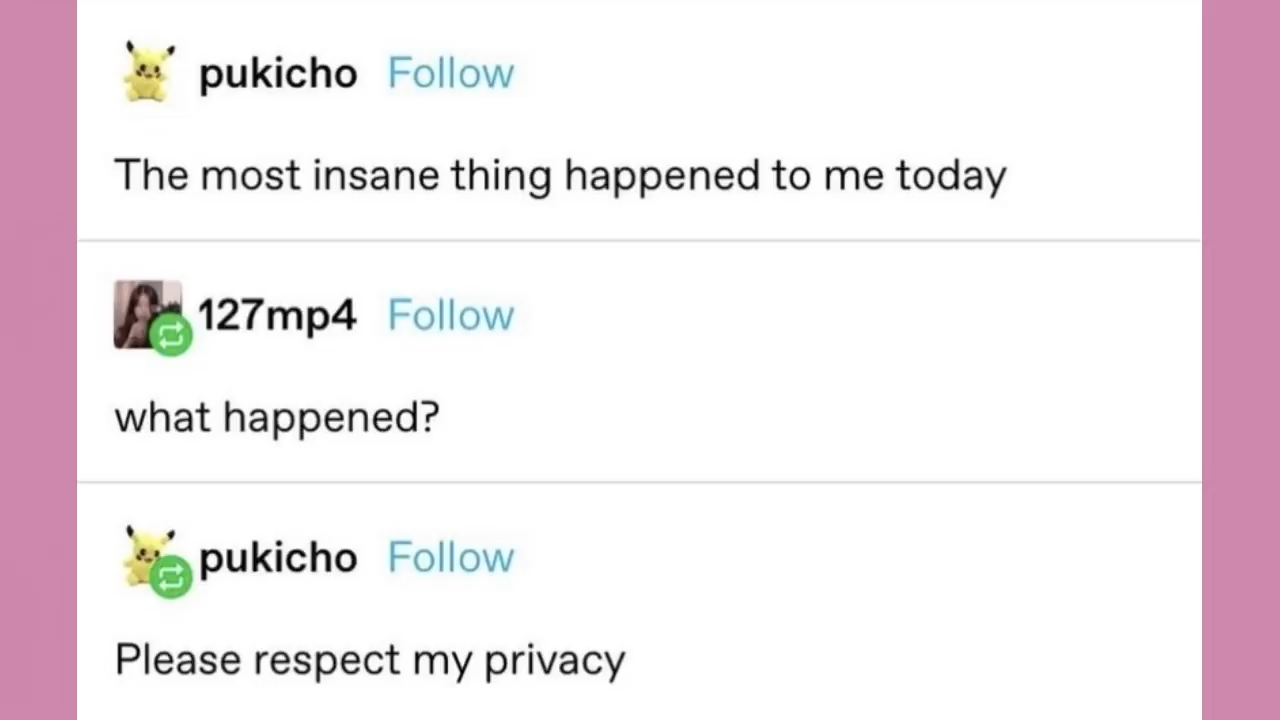 pukicho Follow
The most insane thing happened to me today
127mp4 Follow
what happened?
pukicho Follow
Please respect my privacy